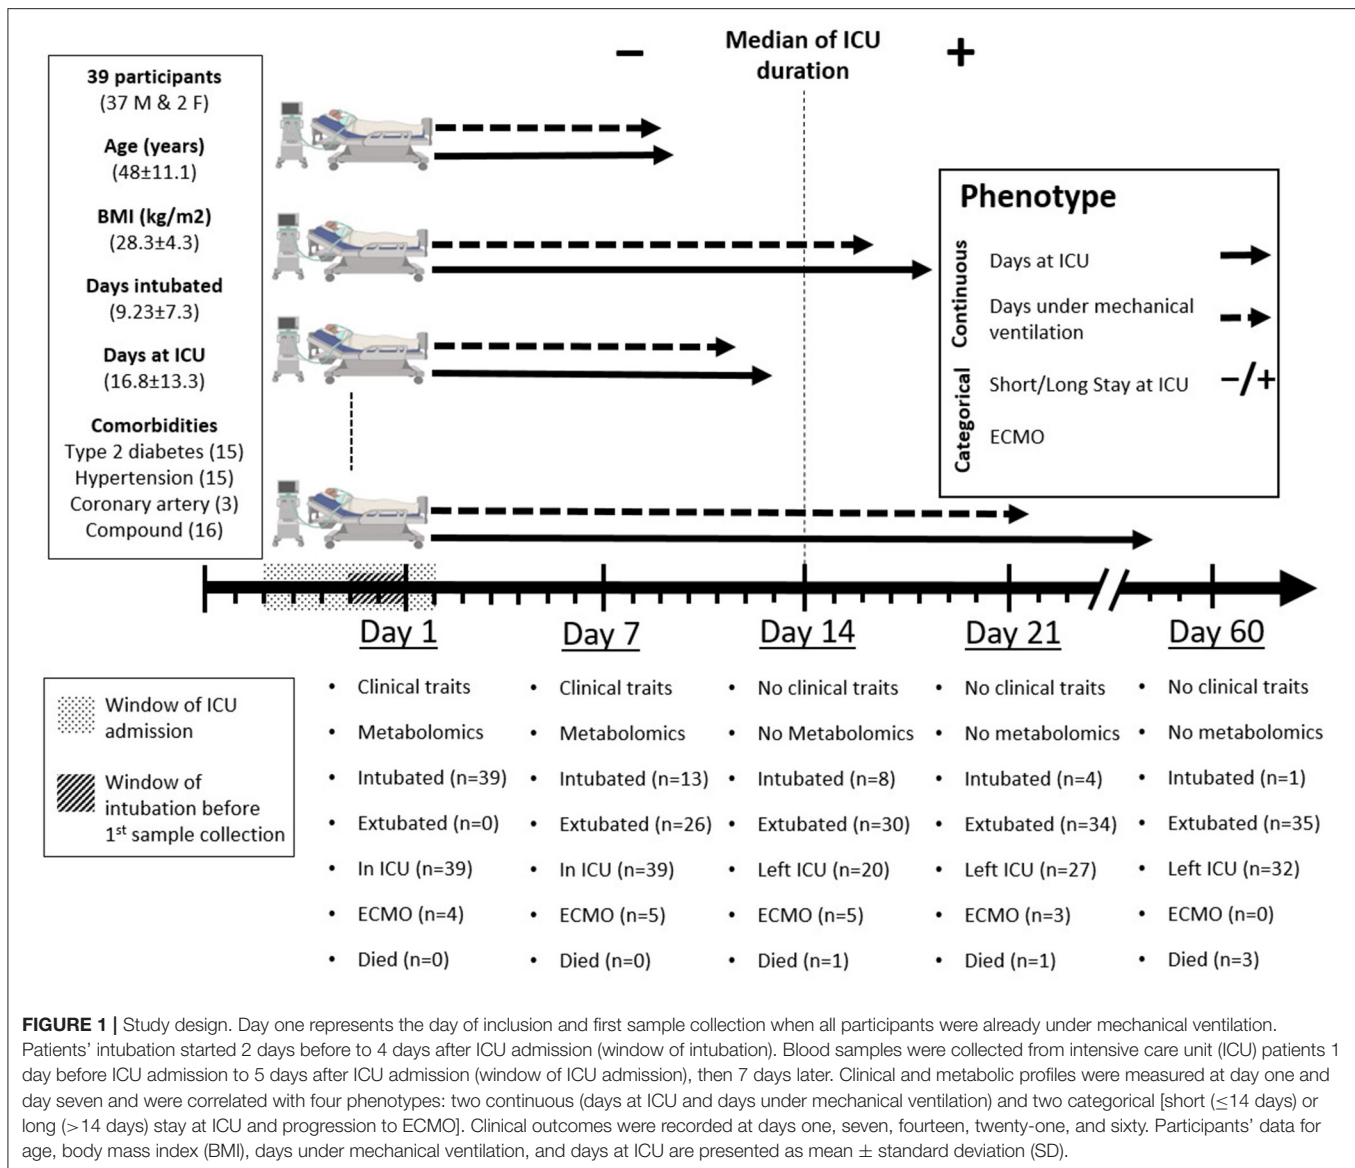 39 participants
(37 M & 2 F)
Age (years)
(48±11.1)
BMI (kg/m2)
(28.3±4.3)
Days intubated
(9.23±7.3)
Days at ICU
(16.8±13.3)
Comorbidities
Type 2 diabetes (15)
Hypertension (15)
Coronary artery (3)
Compound (16)
− Median of ICU +
duration
Phenotype
Continuous
Days at ICU
Days under mechanical
ventilation
Categorical
Short/Long Stay at ICU −/+
ECMO
Day 1
Day 7
Day 14
Day 21
Day 60
Window of ICU
admission
Window of
intubation before
1st sample collection
• Clinical traits
• Metabolomics
• Intubated (n=39)
• Extubated (n=0)
• In ICU (n=39)
• ECMO (n=4)
• Died (n=0)
• Clinical traits
• Metabolomics
• Intubated (n=13)
• Extubated (n=26)
• In ICU (n=39)
• ECMO (n=5)
• Died (n=0)
• No clinical traits
• No Metabolomics
• Intubated (n=8)
• Extubated (n=30)
• Left ICU (n=20)
• ECMO (n=5)
• Died (n=1)
• No clinical traits
• No metabolomics
• Intubated (n=4)
• Extubated (n=34)
• Left ICU (n=27)
• ECMO (n=3)
• Died (n=1)
• No clinical traits
• No metabolomics
• Intubated (n=1)
• Extubated (n=35)
• Left ICU (n=32)
• ECMO (n=0)
• Died (n=3)
FIGURE 1 | Study design. Day one represents the day of inclusion and first sample collection when all participants were already under mechanical ventilation.
Patients' intubation started 2 days before to 4 days after ICU admission (window of intubation). Blood samples were collected from intensive care unit (ICU) patients 1
day before ICU admission to 5 days after ICU admission (window of ICU admission), then 7 days later. Clinical and metabolic profiles were measured at day one and
day seven and were correlated with four phenotypes: two continuous (days at ICU and days under mechanical ventilation) and two categorical [short (≤14 days) or
long (>14 days) stay at ICU and progression to ECMO]. Clinical outcomes were recorded at days one, seven, fourteen, twenty-one, and sixty. Participants' data for
age, body mass index (BMI), days under mechanical ventilation, and days at ICU are presented as mean ± standard deviation (SD).